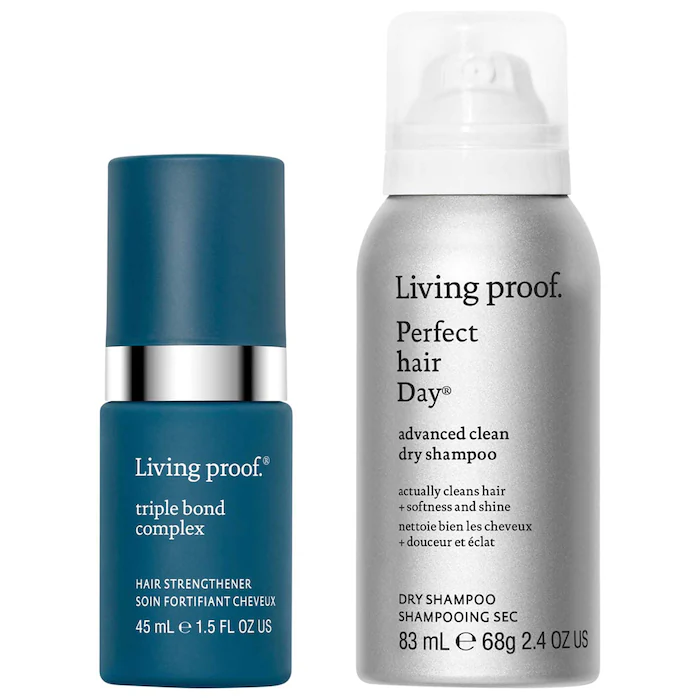 Living proof.®
triple bond
complex
HAIR STRENGTHENER
SOIN FORTIFIANT CHEVEUX
45 mL ℮ 1.5 FL OZ US
Living proof.
Perfect
hair
Day®
advanced clean
dry shampoo
actually cleans hair
+ softness and shine
nettoie bien les cheveux
+ douceur et éclat
DRY SHAMPOO
SHAMPOOING SEC
83 mL ℮ 68g 2.4 OZ US